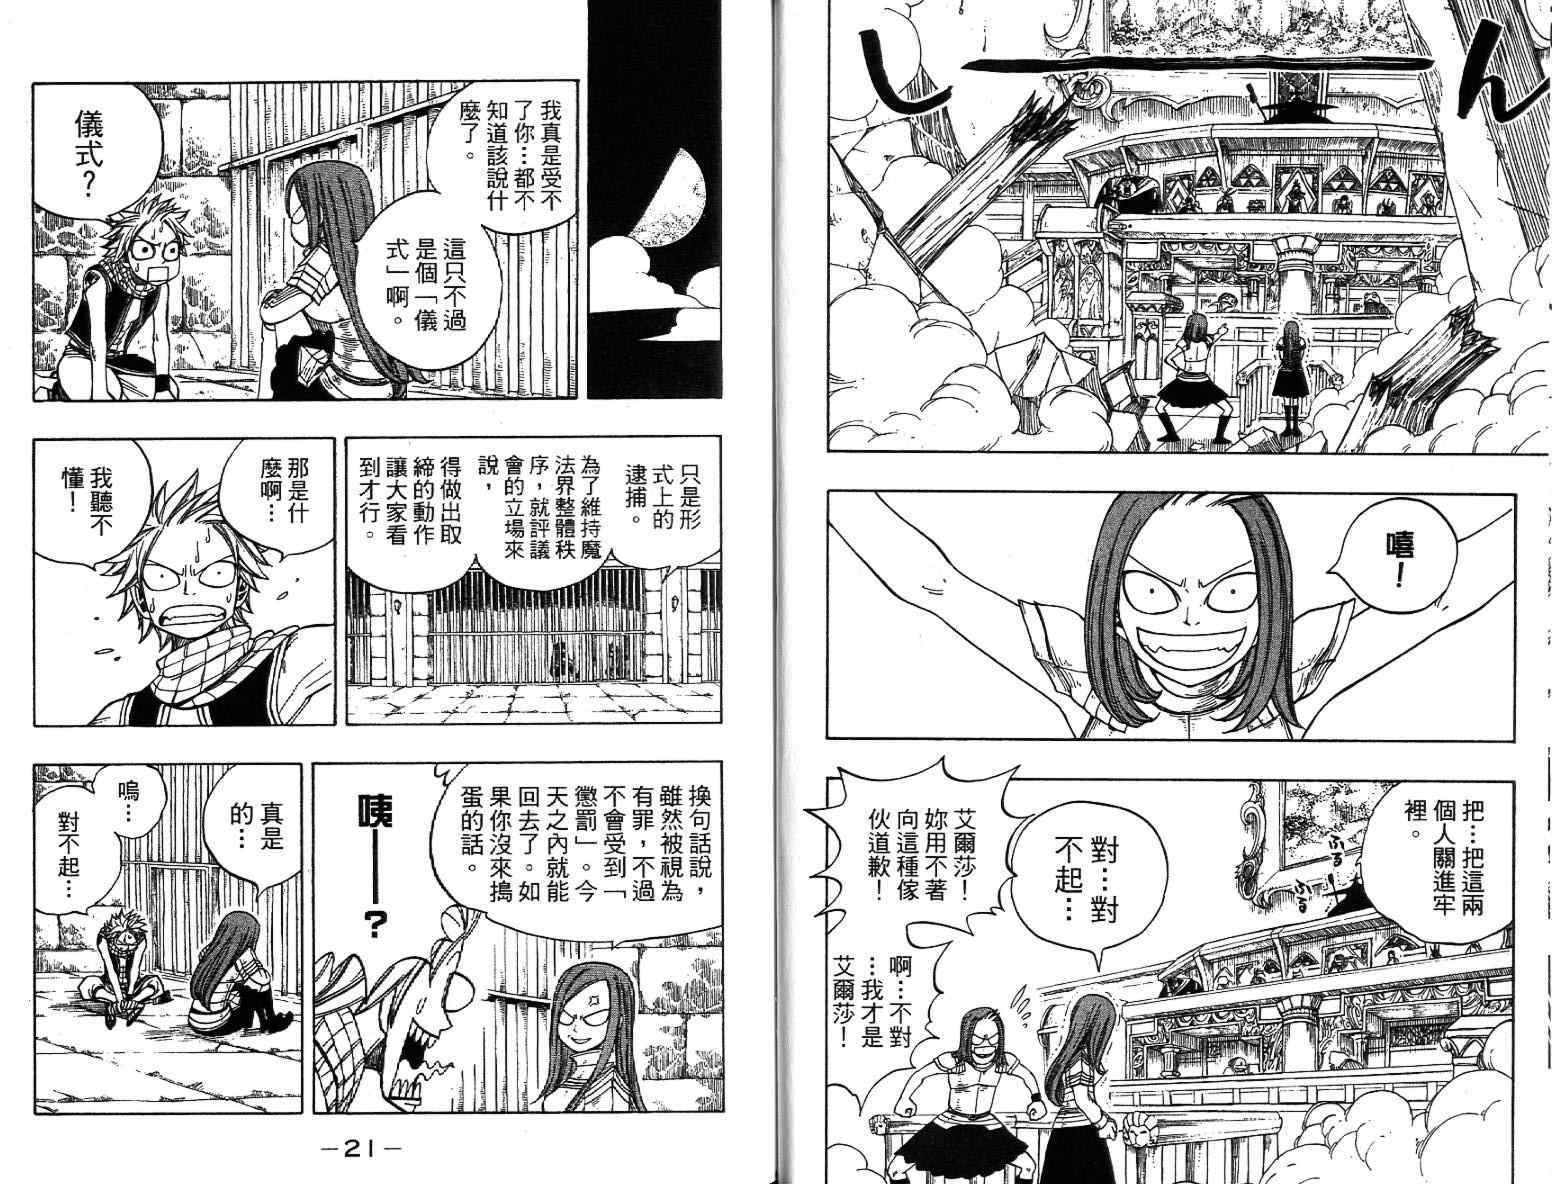 しーん
嘻！
把…把這兩
個人關進牢
裡。
ふる
ふる
對…對
不起…
艾爾莎！
妳用不著
向這種傢
伙道歉！
啊…不對
…我才是
艾爾莎！
我真是受不
了你…都不
知道該說什
麼了。
這只不過
是個「儀
式」啊。
儀式？
只是形
式上的
逮捕。
為了維持魔
法界整體秩
序，就評議
會的立場來
說，
得做出取
締的動作
讓大家看
到才行。
那是什
麼啊…
我聽不
懂！
換句話說，
雖然被視為
有罪，不過
不會受到「
懲罰」。今
天之內就能
回去了。如
果你沒來搗
蛋的話。
咦——？
真是
的…
嗚…
對不起…
—21—